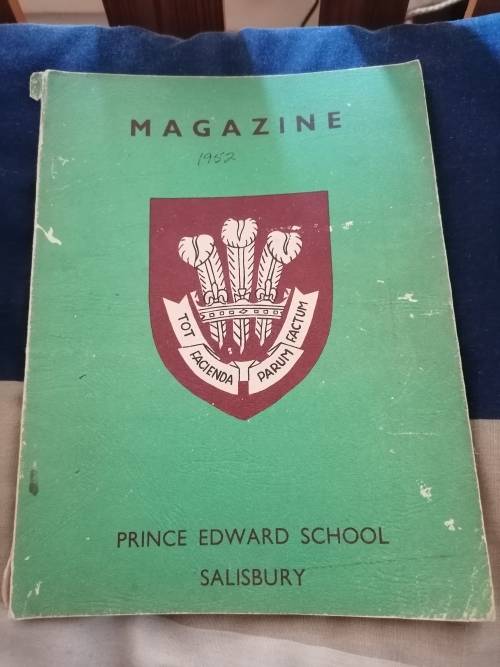 MAGAZINE
1952
TOT FACIENDA PARUM FACTUM
PRINCE EDWARD SCHOOL
SALISBURY